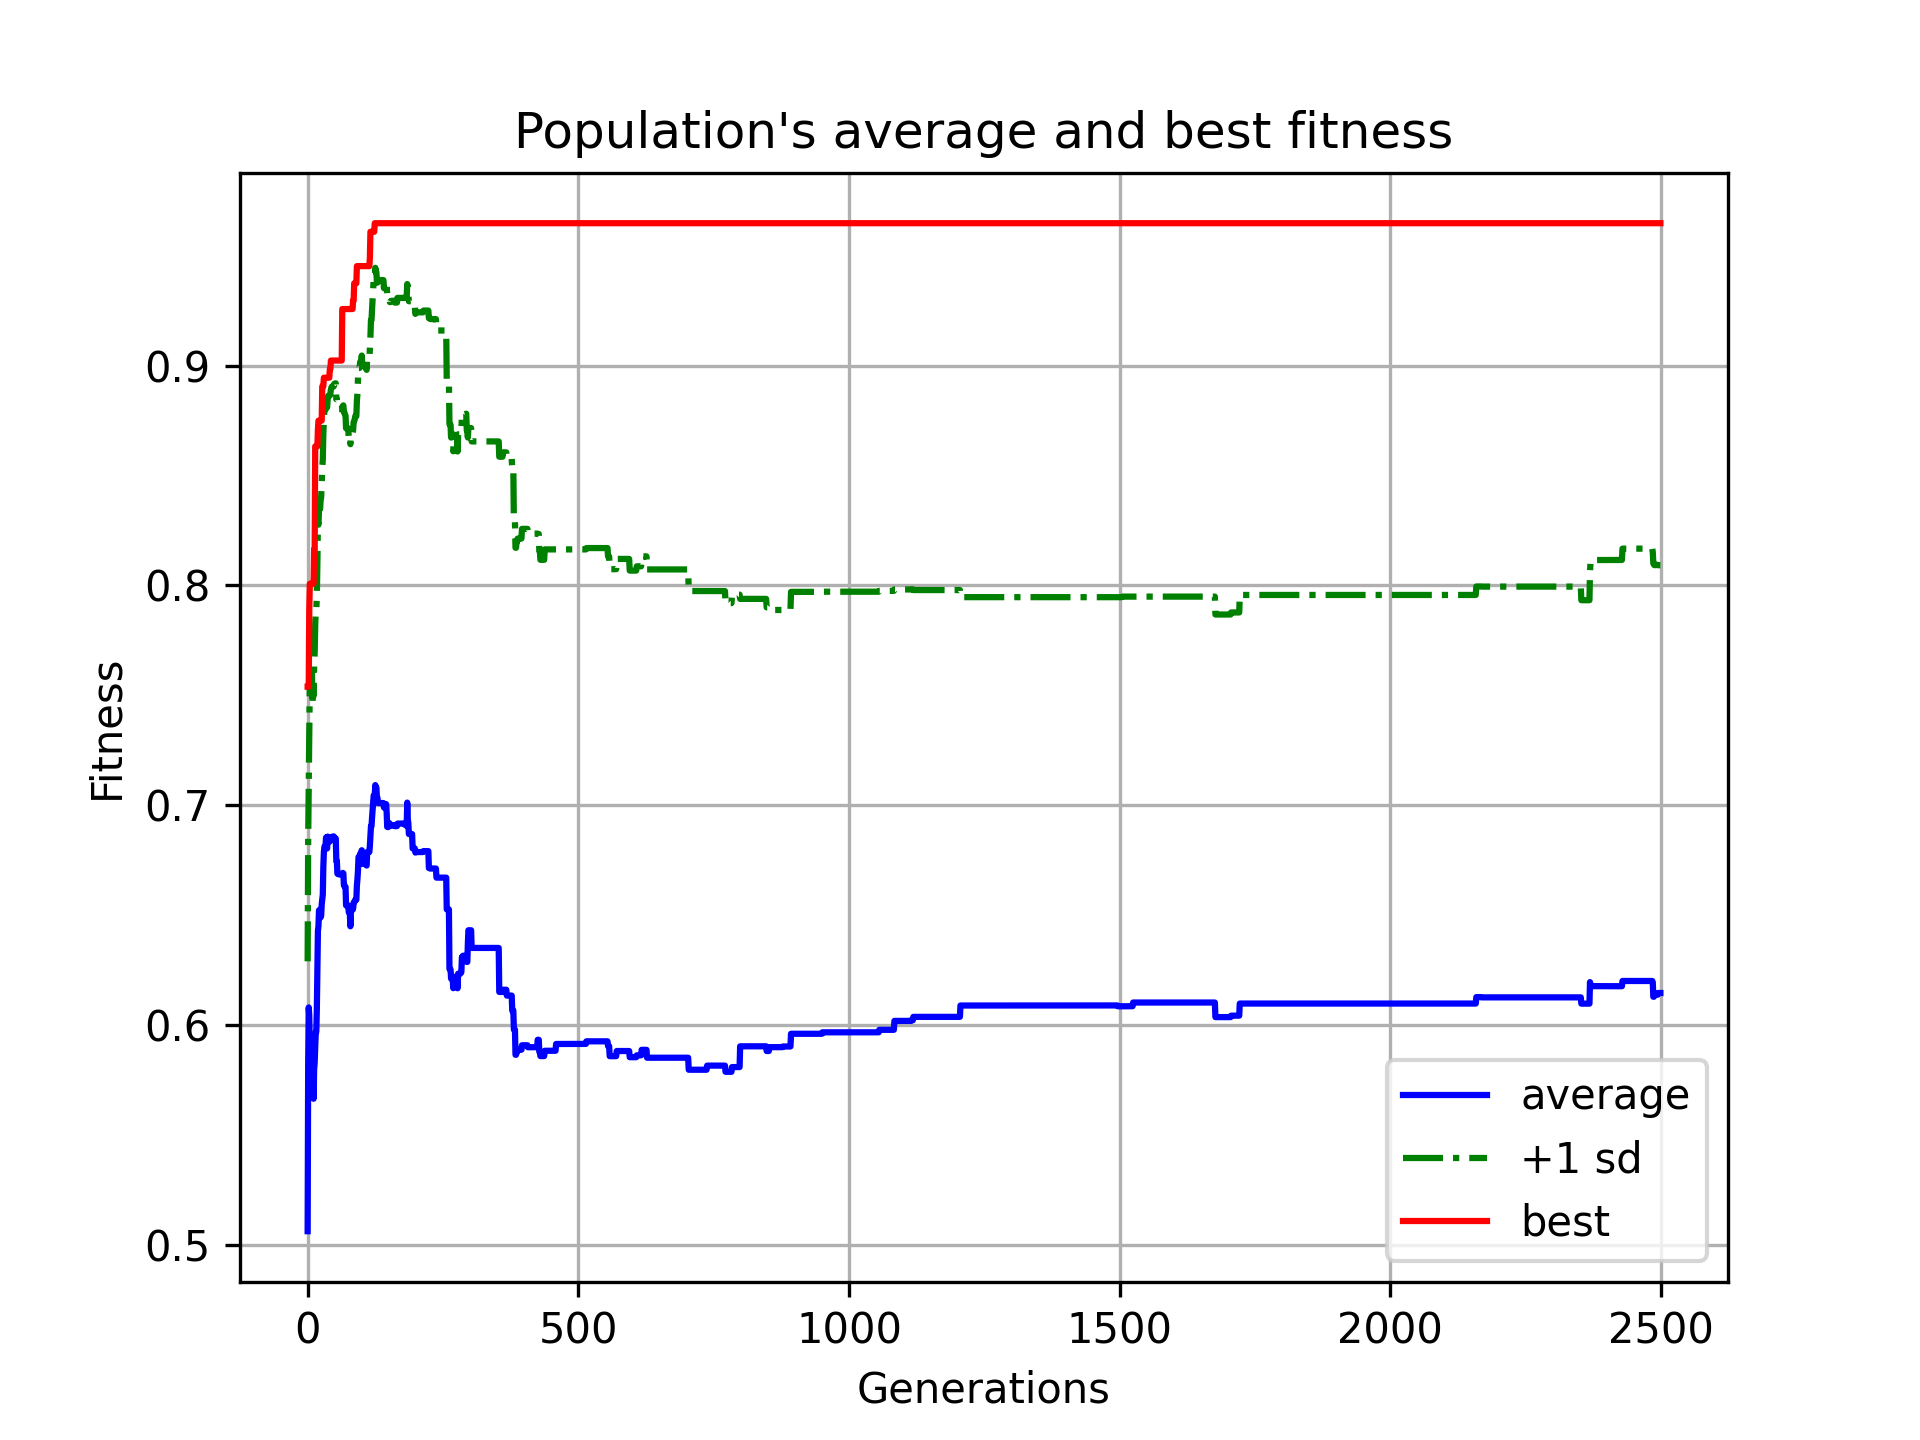 Population's average and best fitness
Fitness
0.9
0.8
0.7
0.6
0.5
0 500 1000 1500 2000 2500
Generations
average
+1 sd
best